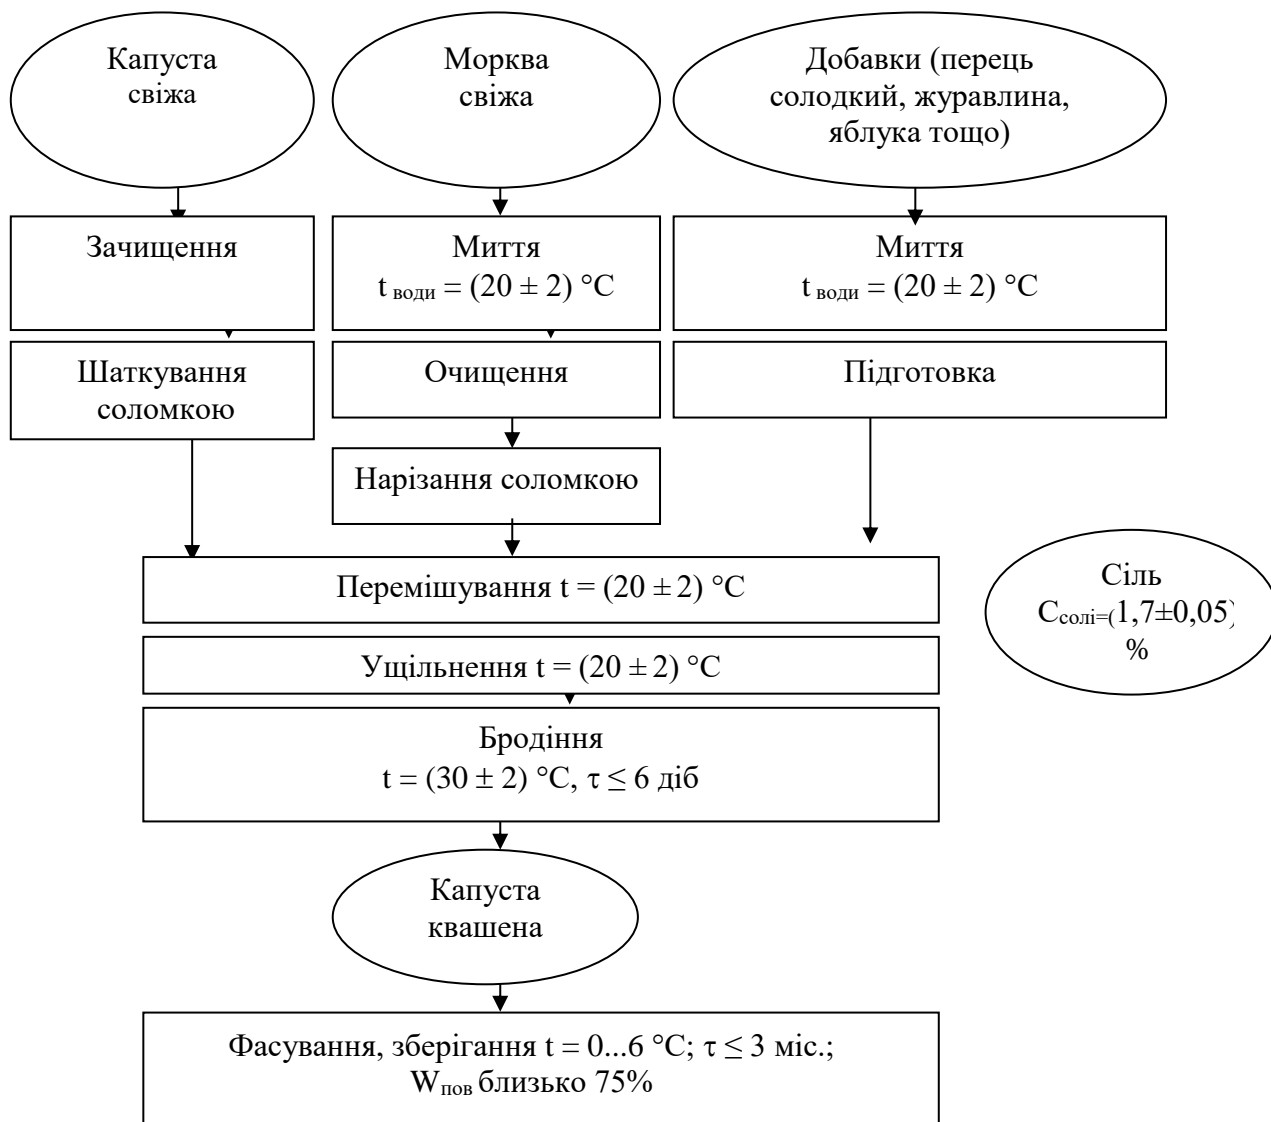 Капуста
свіжа
Морква
свіжа
Добавки (перець
солодкий, журавлина,
яблука тощо)
Зачищення
Миття
t води = (20 ± 2) °C
Миття
t води = (20 ± 2) °C
Шаткування
соломкою
Очищення
Підготовка
Нарізання соломкою
Перемішування t = (20 ± 2) °C
Сіль
Cсолі=(1,7±0,05)
%
Ущільнення t = (20 ± 2) °C
Бродіння
t = (30 ± 2) °C, τ ≤ 6 діб
Капуста
квашена
Фасування, зберігання t = 0...6 °C; τ ≤ 3 міс.;
Wпов близько 75%